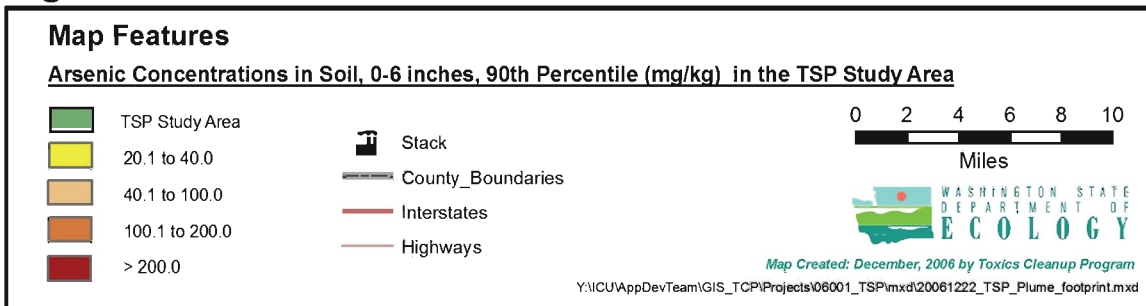 Map Features
Arsenic Concentrations in Soil, 0-6 inches, 90th Percentile (mg/kg) in the TSP Study Area
TSP Study Area
20.1 to 40.0
40.1 to 100.0
100.1 to 200.0
> 200.0
Stack
County_Boundaries
Interstates
Highways
0 2 4 6 8 10
Miles
WASHINGTON STATE
DEPARTMENT OF
ECOLOGY
Map Created: December, 2006 by Toxics Cleanup Program
Y:\ICU\AppDevTeam\GIS_TCP\Projects\06001_TSP\mxd\20061222_TSP_Plume_footprint.mxd